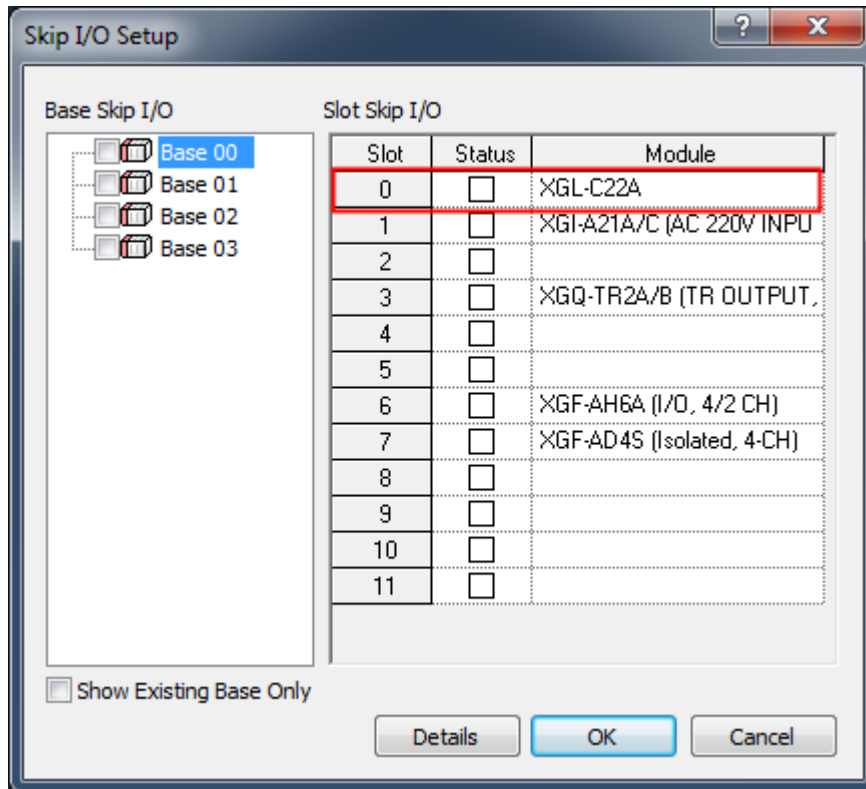 Skip I/O Setup
?
Base Skip I/O
Slot Skip I/O
Base 00
Base 01
Base 02
Base 03
Slot Status Module
0 XGL-C22A
1 XGI-A21A/C (AC 220V INPU
2
3 XGQ-TR2A/B (TR OUTPUT,
4
5
6 XGF-AH6A (I/O, 4/2 CH)
7 XGF-AD4S (Isolated, 4-CH)
8
9
10
11
Show Existing Base Only
Details OK Cancel